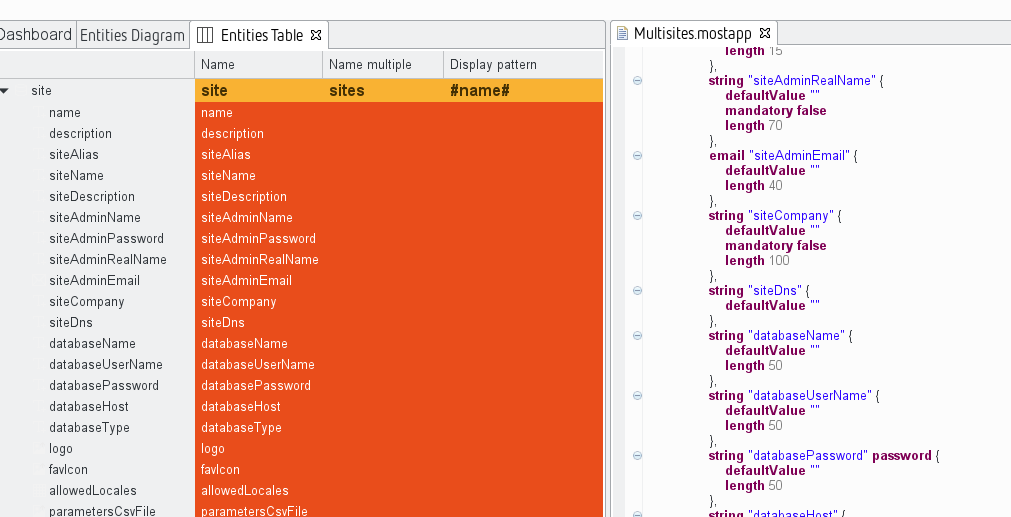 Dashboard Entities Diagram Entities Table
Name Name multiple Display pattern
site site sites #name#
name name
description description
siteAlias siteAlias
siteName siteName
siteDescription siteDescription
siteAdminName siteAdminName
siteAdminPassword siteAdminPassword
siteAdminRealName siteAdminRealName
siteAdminEmail siteAdminEmail
siteCompany siteCompany
siteDns siteDns
databaseName databaseName
databaseUserName databaseUserName
databasePassword databasePassword
databaseHost databaseHost
databaseType databaseType
logo logo
favIcon favIcon
allowedLocales allowedLocales
parametersCsvFile parametersCsvFile
Multisites.mostapp
length 15
},
string "siteAdminRealName" {
defaultValue ""
mandatory false
length 70
},
email "siteAdminEmail" {
defaultValue ""
length 40
},
string "siteCompany" {
defaultValue ""
mandatory false
length 100
},
string "siteDns" {
defaultValue ""
},
string "databaseName" {
defaultValue ""
length 50
},
string "databaseUserName" {
defaultValue ""
length 50
},
string "databasePassword" password {
defaultValue ""
length 50
},
string "databaseHost" {